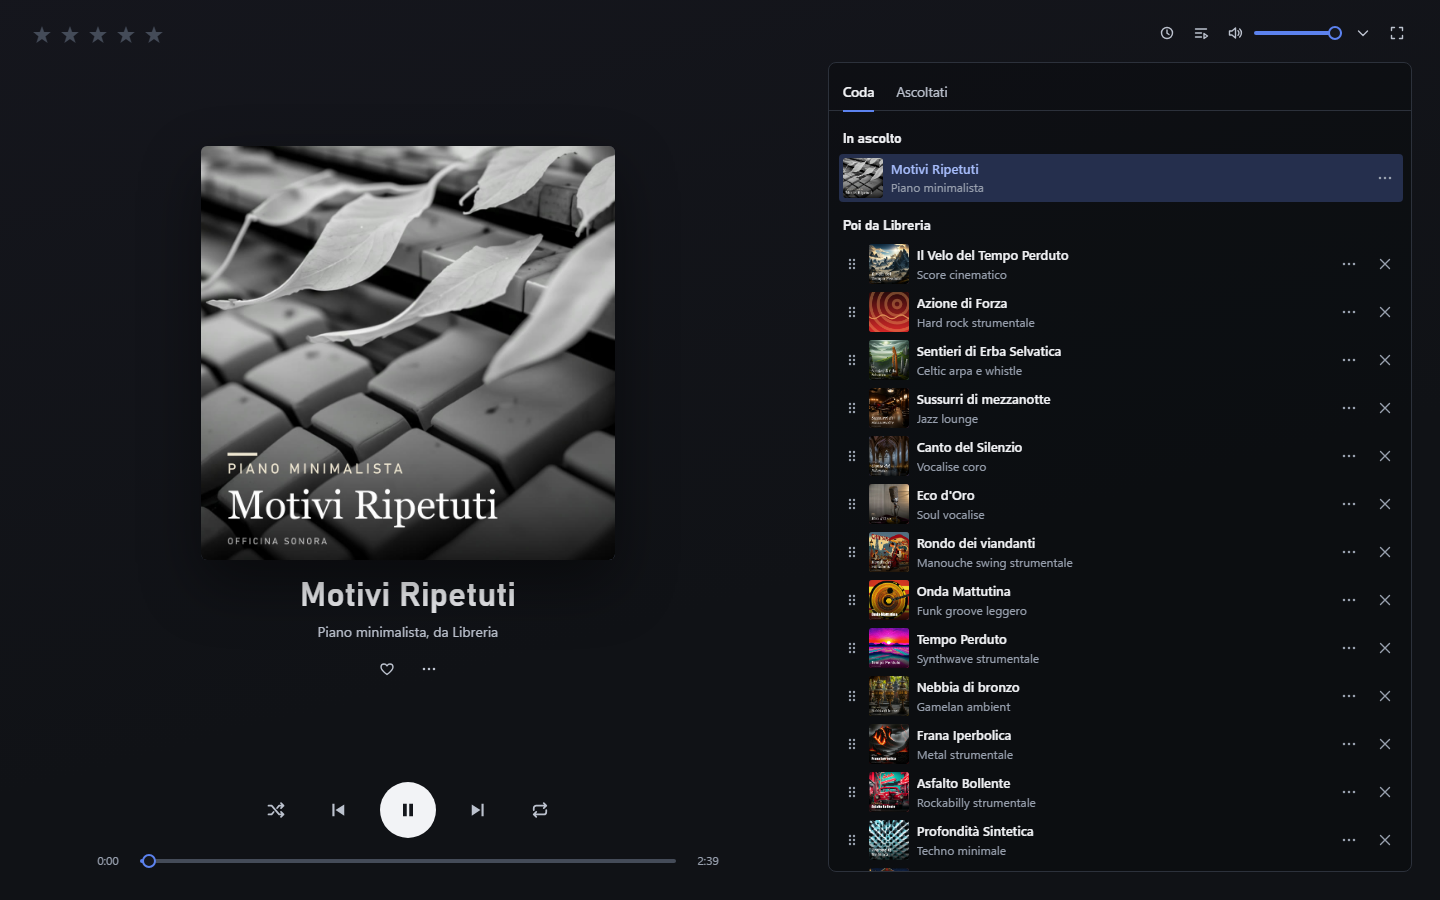 Coda
Ascoltati
In ascolto
Motivi Ripetuti
Piano minimalista
Poi da Libreria
Il Velo del Tempo Perduto
Score cinematico
Azione di Forza
Hard rock strumentale
Sentieri di Erba Selvatica
Celtic arpa e whistle
Sussurri di mezzanotte
Jazz lounge
Canto del Silenzio
Vocalise coro
Eco d'Oro
Soul vocalise
Rondo dei viandanti
Manouche swing strumentale
Onda Mattutina
Funk groove leggero
Tempo Perduto
Synthwave strumentale
Nebbia di bronzo
Gamelan ambient
Frana Iperbolica
Metal strumentale
Asfalto Bollente
Rockabilly strumentale
Profondità Sintetica
Techno minimale
PIANO MINIMALISTA
Motivi Ripetuti
OFFICINA SONORA
Motivi Ripetuti
Piano minimalista, da Libreria
0:00
2:39